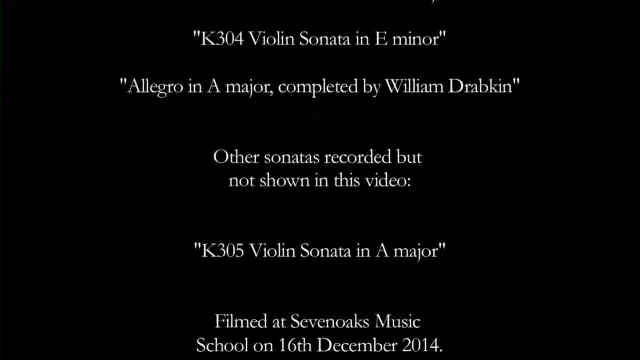 "K304 Violin Sonata in E minor"
"Allegro in A major, completed by William Drabkin"
Other sonatas recorded but
not shown in this video:
"K305 Violin Sonata in A major"
Filmed at Sevenoaks Music
School on 16th December 2014.